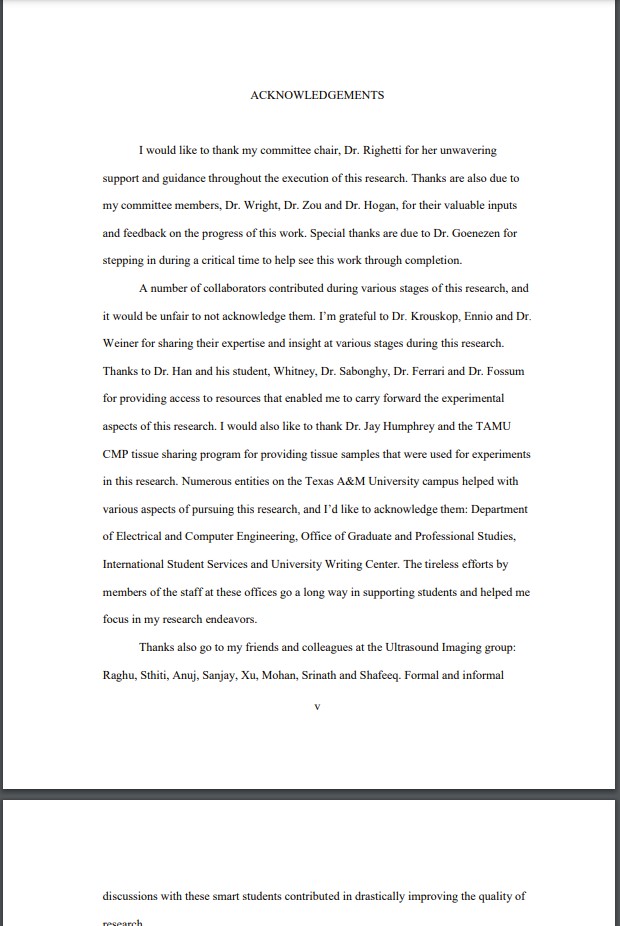 ACKNOWLEDGEMENTS
I would like to thank my committee chair, Dr. Righetti for her unwavering
support and guidance throughout the execution of this research. Thanks are also due to
my committee members, Dr. Wright, Dr. Zou and Dr. Hogan, for their valuable inputs
and feedback on the progress of this work. Special thanks are due to Dr. Goenezen for
stepping in during a critical time to help see this work through completion.
A number of collaborators contributed during various stages of this research, and
it would be unfair to not acknowledge them. I'm grateful to Dr. Krouskop, Ennio and Dr.
Weiner for sharing their expertise and insight at various stages during this research.
Thanks to Dr. Han and his student, Whitney, Dr. Sabonghy, Dr. Ferrari and Dr. Fossum
for providing access to resources that enabled me to carry forward the experimental
aspects of this research. I would also like to thank Dr. Jay Humphrey and the TAMU
CMP tissue sharing program for providing tissue samples that were used for experiments
in this research. Numerous entities on the Texas A&M University campus helped with
various aspects of pursuing this research, and I'd like to acknowledge them: Department
of Electrical and Computer Engineering, Office of Graduate and Professional Studies,
International Student Services and University Writing Center. The tireless efforts by
members of the staff at these offices go a long way in supporting students and helped me
focus in my research endeavors.
Thanks also go to my friends and colleagues at the Ultrasound Imaging group:
Raghu, Sthiti, Anuj, Sanjay, Xu, Mohan, Srinath and Shafeeq. Formal and informal
v
discussions with these smart students contributed in drastically improving the quality of
research